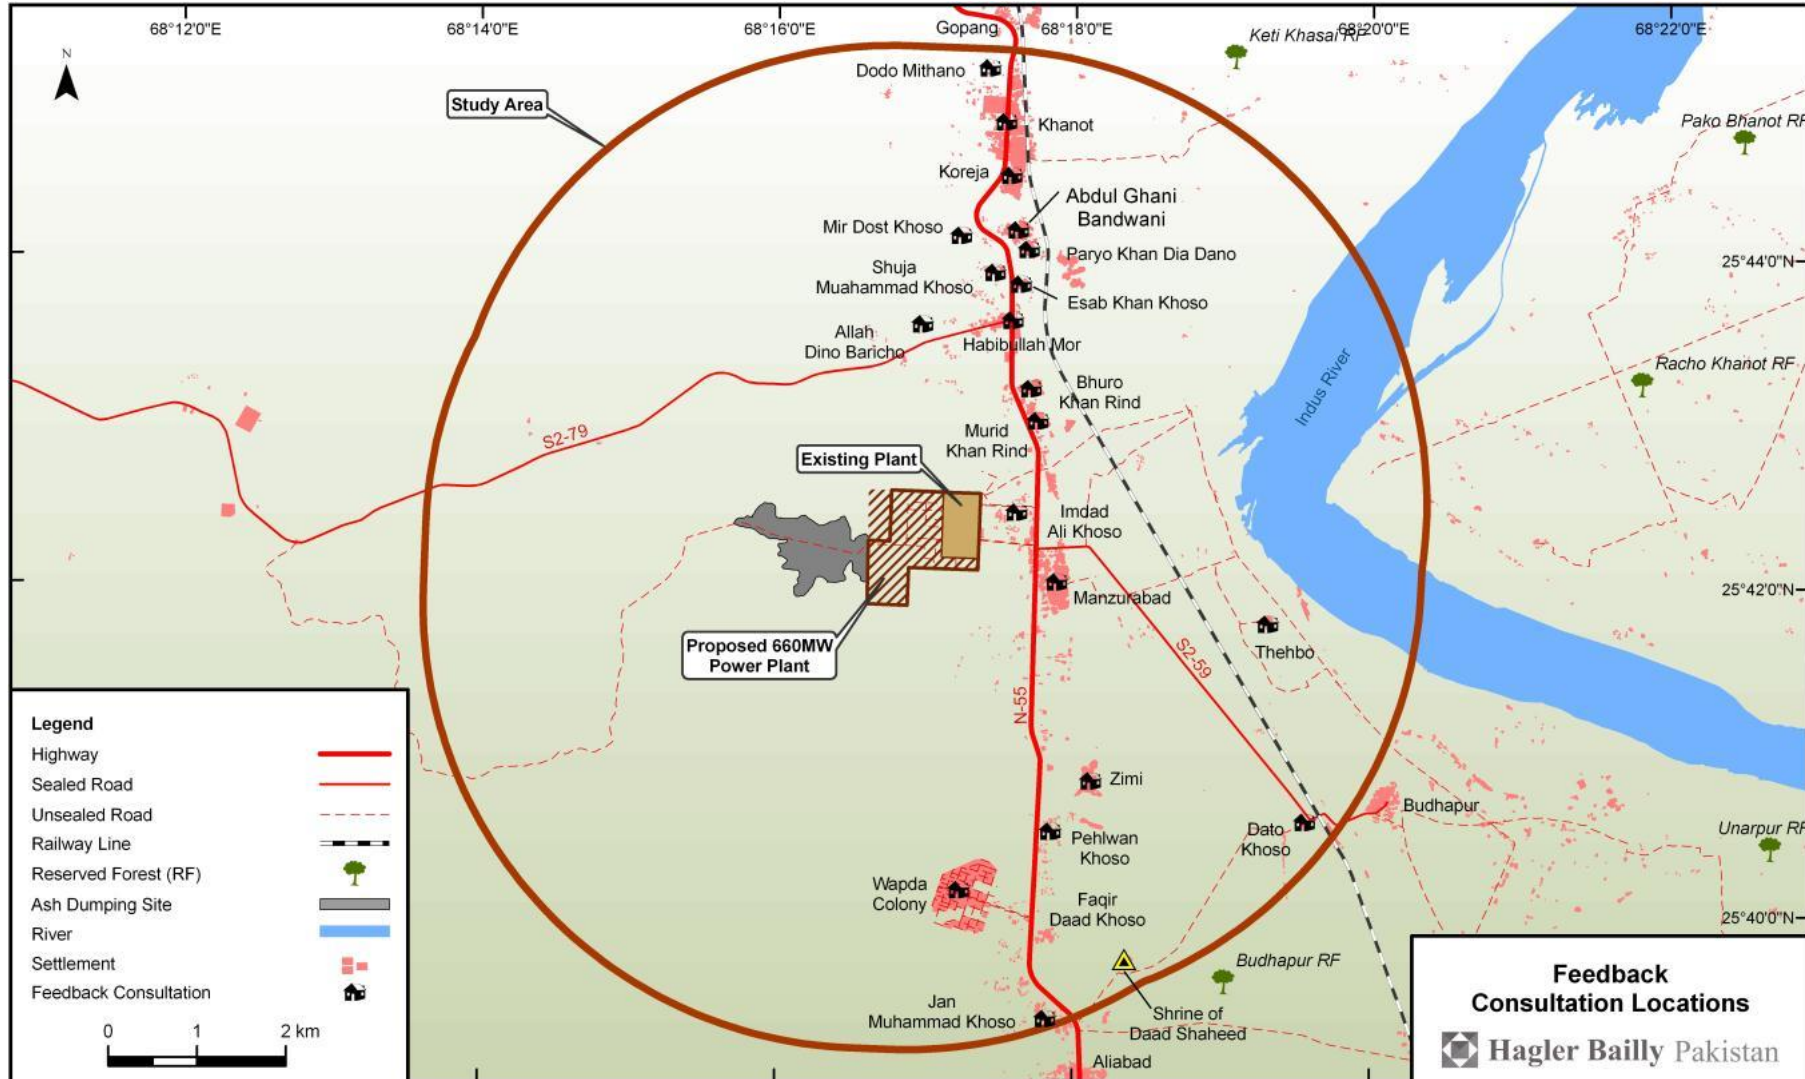 68°12'0"E
68°14'0"E
68°16'0"E
68°18'0"E
68°20'0"E
68°22'0"E
N
Gopang
Keti Khasai RF
Dodo Mithano
Study Area
Khanot
Pako Bhanot RF
Koreja
Abdul Ghani
Bandwani
Mir Dost Khoso
Paryo Khan Dia Dano
25°44'0"N
Shuja
Muahammad Khoso
Esab Khan Khoso
Allah
Dino Baricho
Habibullah Mor
Indus River
Racho Khanot RF
Bhuro
Khan Rind
S2-79
Murid
Khan Rind
Existing Plant
Imdad
Ali Khoso
25°42'0"N
Manzurabad
Proposed 660MW
Power Plant
Thehbo
S2-59
N-55
Zimi
Budhapur
Pehlwan
Khoso
Dato
Khoso
Unarpur RF
Wapda
Colony
Faqir
Daad Khoso
25°40'0"N
Budhapur RF
Jan
Muhammad Khoso
Shrine of
Daad Shaheed
Aliabad
Legend
Highway
Sealed Road
Unsealed Road
Railway Line
Reserved Forest (RF)
Ash Dumping Site
River
Settlement
Feedback Consultation
0 1 2 km
Feedback
Consultation Locations
Hagler Bailly Pakistan